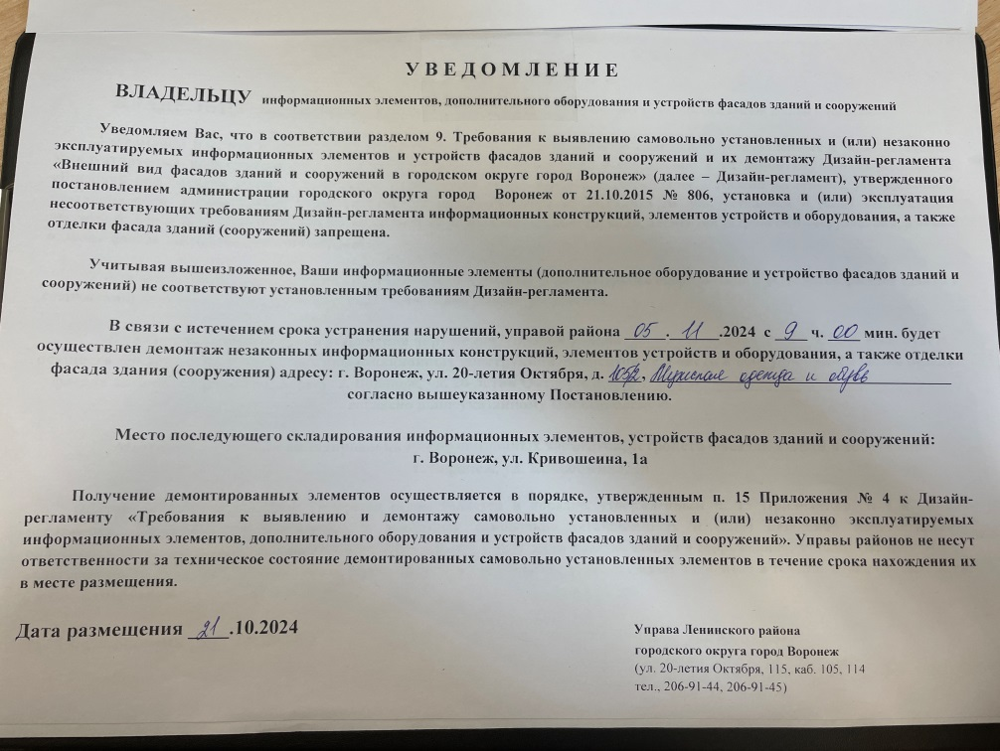 УВЕДОМЛЕНИЕ
ВЛАДЕЛЬЦУ информационных элементов, дополнительного оборудования и устройств фасадов зданий и сооружений
Уведомляем Вас, что в соответствии разделом 9. Требования к выявлению самовольно установленных и (или) незаконно
эксплуатируемых информационных элементов и устройств фасадов зданий и сооружений и их демонтажу Дизайн-регламента
«Внешний вид фасадов зданий и сооружений в городском округе город Воронеж» (далее – Дизайн-регламент), утвержденного
постановлением администрации городского округа город Воронеж от 21.10.2015 № 806, установка и (или) эксплуатация
несоответствующих требованиям Дизайн-регламента информационных конструкций, элементов устройств и оборудования, а также
отделки фасада зданий (сооружений) запрещена.
Учитывая вышеизложенное, Ваши информационные элементы (дополнительное оборудование и устройство фасадов зданий и
сооружений) не соответствуют установленным требованиям Дизайн-регламента.
В связи с истечением срока устранения нарушений, управой района 05 . 11 .2024 с 9 ч. 00 мин. будет
осуществлен демонтаж незаконных информационных конструкций, элементов устройств и оборудования, а также отделки
фасада здания (сооружения) адресу: г. Воронеж, ул. 20-летия Октября, д. 105/2, Мужская одежда и обувь
согласно вышеуказанному Постановлению.
Место последующего складирования информационных элементов, устройств фасадов зданий и сооружений:
г. Воронеж, ул. Кривошеина, 1а
Получение демонтированных элементов осуществляется в порядке, утвержденным п. 15 Приложения № 4 к Дизайн-
регламенту «Требования к выявлению и демонтажу самовольно установленных и (или) незаконно эксплуатируемых
информационных элементов, дополнительного оборудования и устройств фасадов зданий и сооружений». Управы районов не несут
ответственности за техническое состояние демонтированных самовольно установленных элементов в течение срока нахождения их
в месте размещения.
Дата размещения 21 .10.2024
Управа Ленинского района
городского округа город Воронеж
(ул. 20-летия Октября, 115, каб. 105, 114
тел., 206-91-44, 206-91-45)